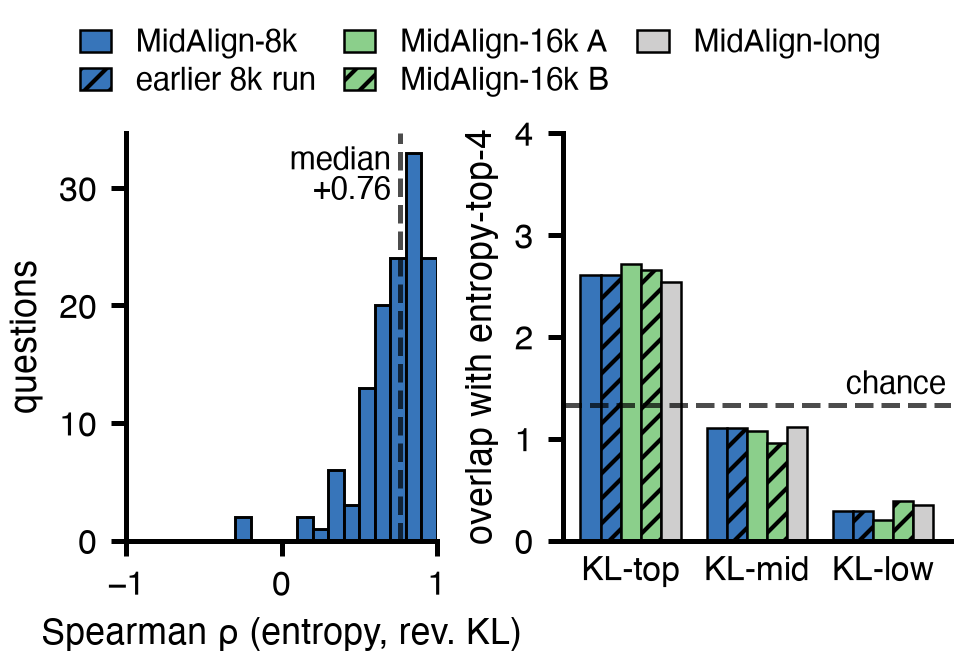 MidAlign-8k
MidAlign-16k A
MidAlign-long
earlier 8k run
MidAlign-16k B
median
+0.76
questions
30
20
10
0
−1
0
1
Spearman ρ (entropy, rev. KL)
overlap with entropy-top-4
4
3
2
1
0
chance
KL-top
KL-mid
KL-low